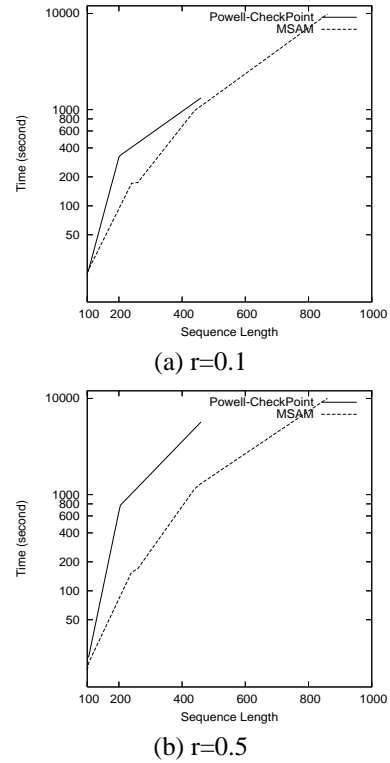 10000
Powell-CheckPoint
MSAM
1000
800
600
400
200
100
50
Time (second)
100 200 400 600 800 1000
Sequence Length
(a) r=0.1
10000
Powell-CheckPoint
MSAM
1000
800
600
400
200
100
50
Time (second)
100 200 400 600 800 1000
Sequence Length
(b) r=0.5